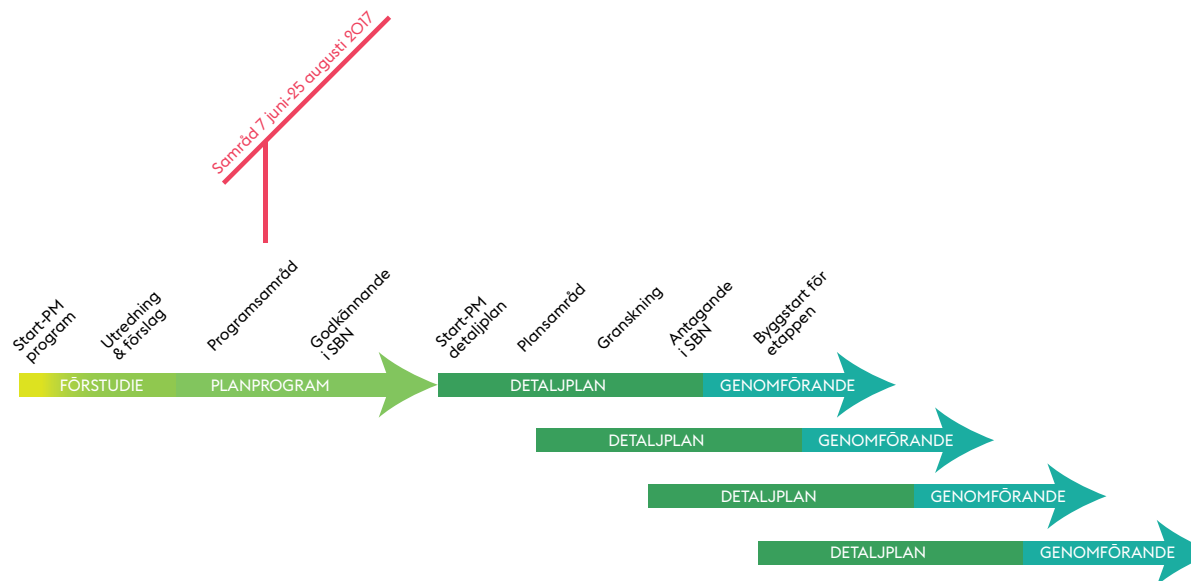 Samråd 7 juni-25 augusti 2017
Start-PM
program
Utredning
& förslag
Programsamråd
Godkännande
i SBN
Start-PM
detaljplan
Plansamråd
Granskning
Antagande
i SBN
Byggstart för
etappen
FÖRSTUDIE
PLANPROGRAM
DETALJPLAN
GENOMFÖRANDE
DETALJPLAN
GENOMFÖRANDE
DETALJPLAN
GENOMFÖRANDE
DETALJPLAN
GENOMFÖRANDE